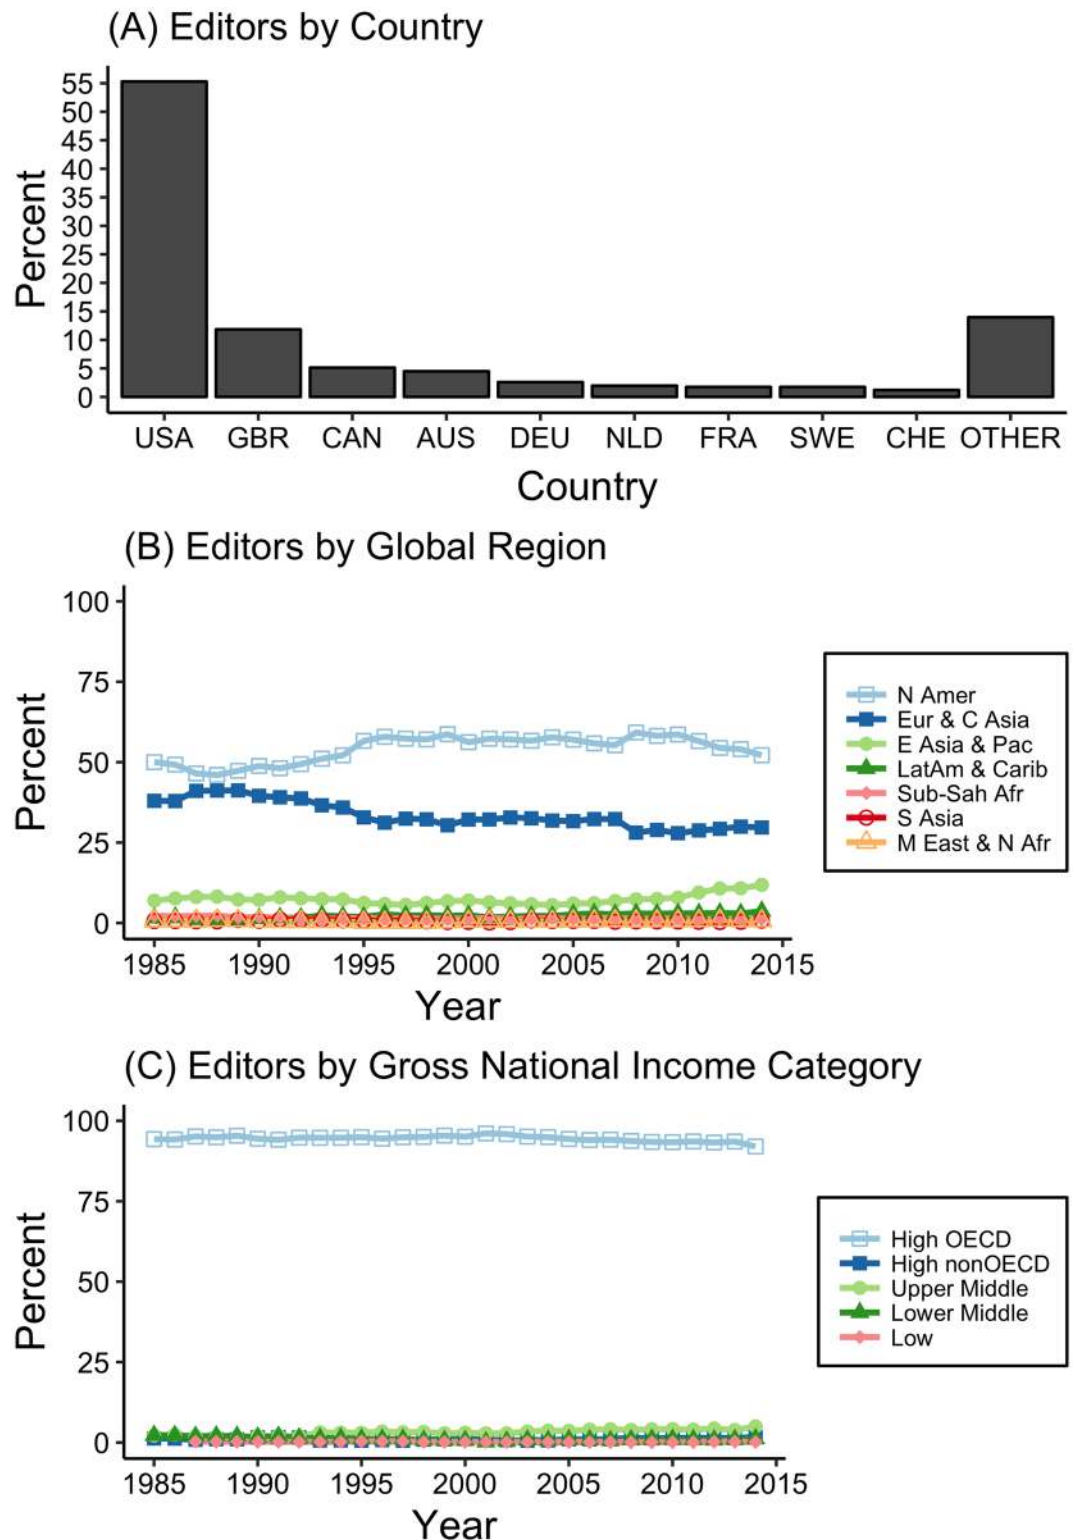 (A) Editors by Country
55
50
45
40
35
30
25
20
15
10
5
0
Percent
USA GBR CAN AUS DEU NLD FRA SWE CHE OTHER
Country
(B) Editors by Global Region
100
75
50
25
0
Percent
1985 1990 1995 2000 2005 2010 2015
Year
N Amer
Eur & C Asia
E Asia & Pac
LatAm & Carib
Sub-Sah Afr
S Asia
M East & N Afr
(C) Editors by Gross National Income Category
100
75
50
25
0
Percent
1985 1990 1995 2000 2005 2010 2015
Year
High OECD
High nonOECD
Upper Middle
Lower Middle
Low